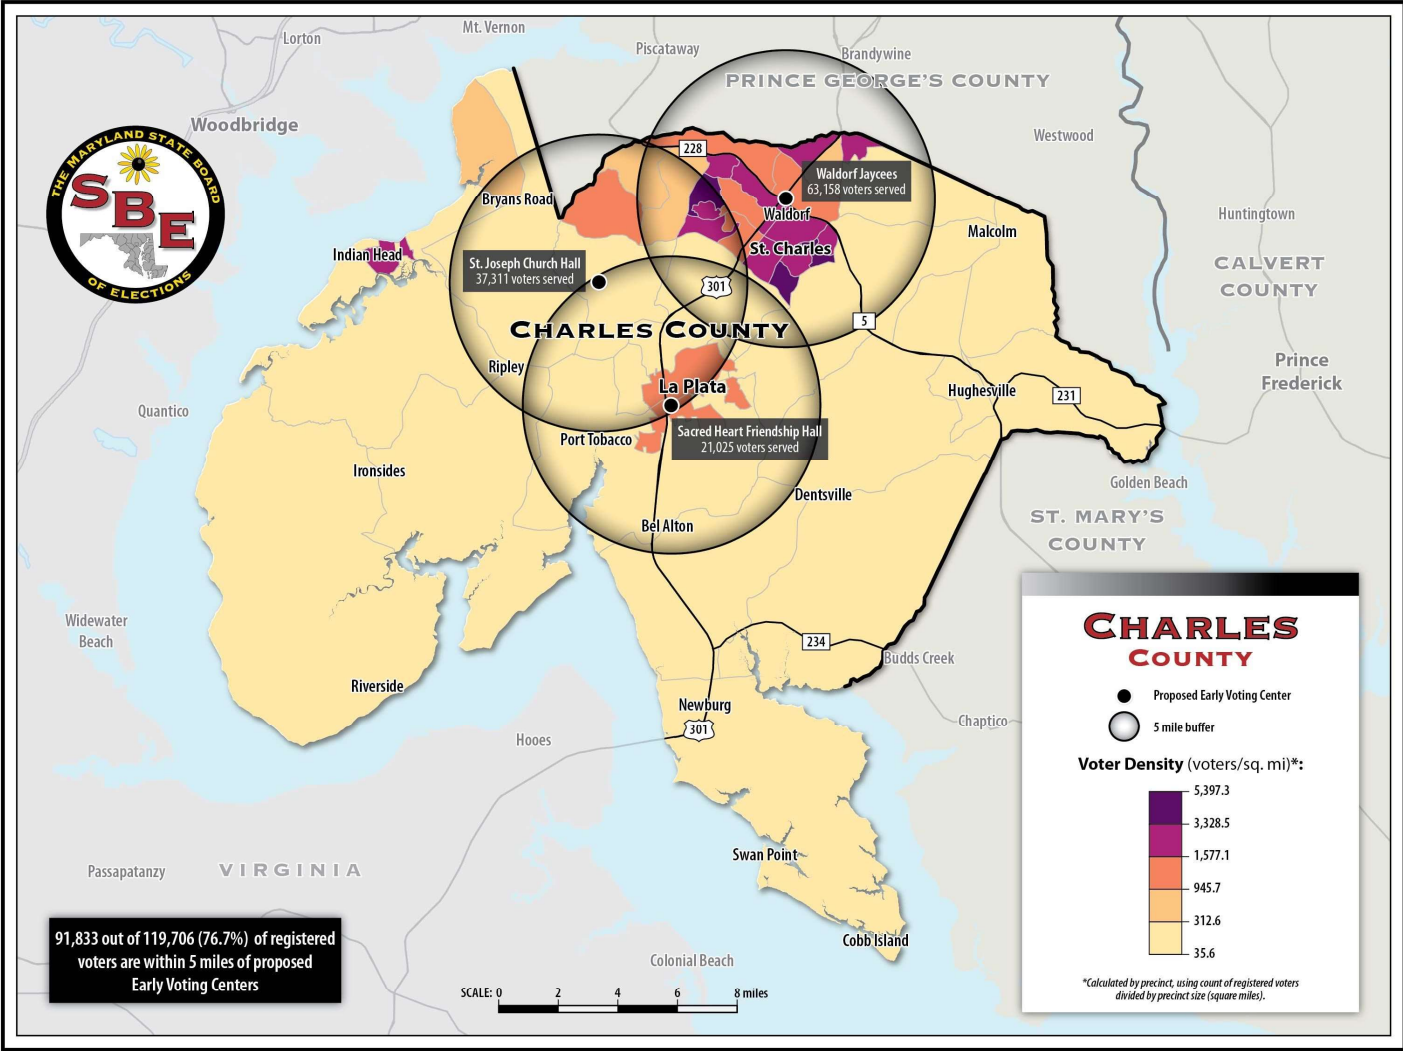 Lorton
Mt. Vernon
Piscataway
Brandywine
PRINCE GEORGE'S COUNTY
Woodbridge
Westwood
THE MARYLAND STATE BOARD
SBE
OF ELECTIONS
228
Waldorf Jaycees
63,158 voters served
Bryans Road
Waldorf
Huntingtown
Malcolm
Indian Head
St. Charles
St. Joseph Church Hall
37,311 voters served
CALVERT
COUNTY
301
5
CHARLES COUNTY
Ripley
Prince
Frederick
La Plata
Hughesville
231
Quantico
Sacred Heart Friendship Hall
21,025 voters served
Port Tobacco
Ironsides
Golden Beach
Dentsville
ST. MARY'S
COUNTY
Bel Alton
Widewater
Beach
234
Budds Creek
Riverside
Newburg
301
Chaptico
Hooes
Swan Point
Passapatanzy
VIRGINIA
Cobb Island
Colonial Beach
91,833 out of 119,706 (76.7%) of registered
voters are within 5 miles of proposed
Early Voting Centers
SCALE: 0 2 4 6 8 miles
CHARLES
COUNTY
Proposed Early Voting Center
5 mile buffer
Voter Density (voters/sq. mi)*:
5,397.3
3,328.5
1,577.1
945.7
312.6
35.6
*Calculated by precinct, using count of registered voters
divided by precinct size (square miles).